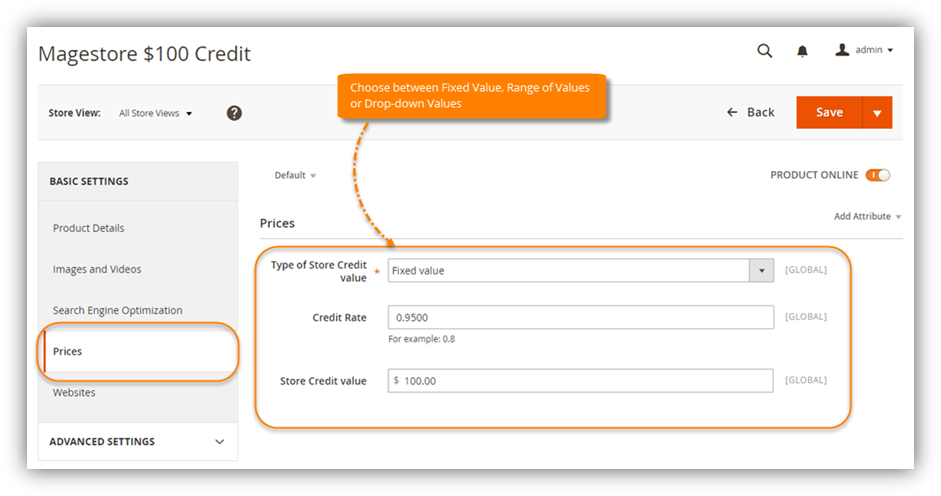 Magestore $100 Credit
admin
Choose between Fixed Value, Range of Values
or Drop-down Values
Store View: All Store Views
?
Back
Save
BASIC SETTINGS
Default
PRODUCT ONLINE
Product Details
Prices
Add Attribute
Images and Videos
Type of Store Credit
value
*
Fixed value
[GLOBAL]
Search Engine Optimization
Credit Rate
0.9500
[GLOBAL]
For example: 0.8
Prices
Store Credit value
$ 100.00
[GLOBAL]
Websites
ADVANCED SETTINGS